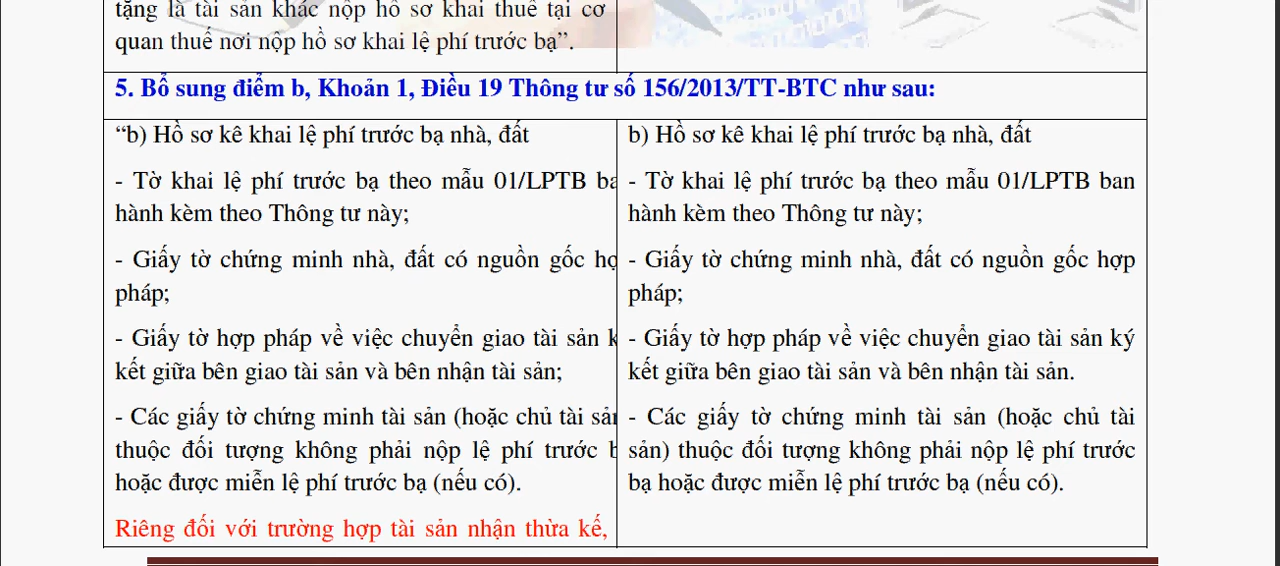 tặng là tài sản khác nộp hồ sơ khai thuế tại cơ
quan thuế nơi nộp hồ sơ khai lệ phí trước bạ”.
5. Bổ sung điểm b, Khoản 1, Điều 19 Thông tư số 156/2013/TT-BTC như sau:
“b) Hồ sơ kê khai lệ phí trước bạ nhà, đất
- Tờ khai lệ phí trước bạ theo mẫu 01/LPTB ba
hành kèm theo Thông tư này;
- Giấy tờ chứng minh nhà, đất có nguồn gốc hợ
pháp;
- Giấy tờ hợp pháp về việc chuyển giao tài sản k
kết giữa bên giao tài sản và bên nhận tài sản;
- Các giấy tờ chứng minh tài sản (hoặc chủ tài sản
thuộc đối tượng không phải nộp lệ phí trước b
hoặc được miễn lệ phí trước bạ (nếu có).
Riêng đối với trường hợp tài sản nhận thừa kế,
b) Hồ sơ kê khai lệ phí trước bạ nhà, đất
- Tờ khai lệ phí trước bạ theo mẫu 01/LPTB ban
hành kèm theo Thông tư này;
- Giấy tờ chứng minh nhà, đất có nguồn gốc hợp
pháp;
- Giấy tờ hợp pháp về việc chuyển giao tài sản ký
kết giữa bên giao tài sản và bên nhận tài sản.
- Các giấy tờ chứng minh tài sản (hoặc chủ tài
sản) thuộc đối tượng không phải nộp lệ phí trước
bạ hoặc được miễn lệ phí trước bạ (nếu có).